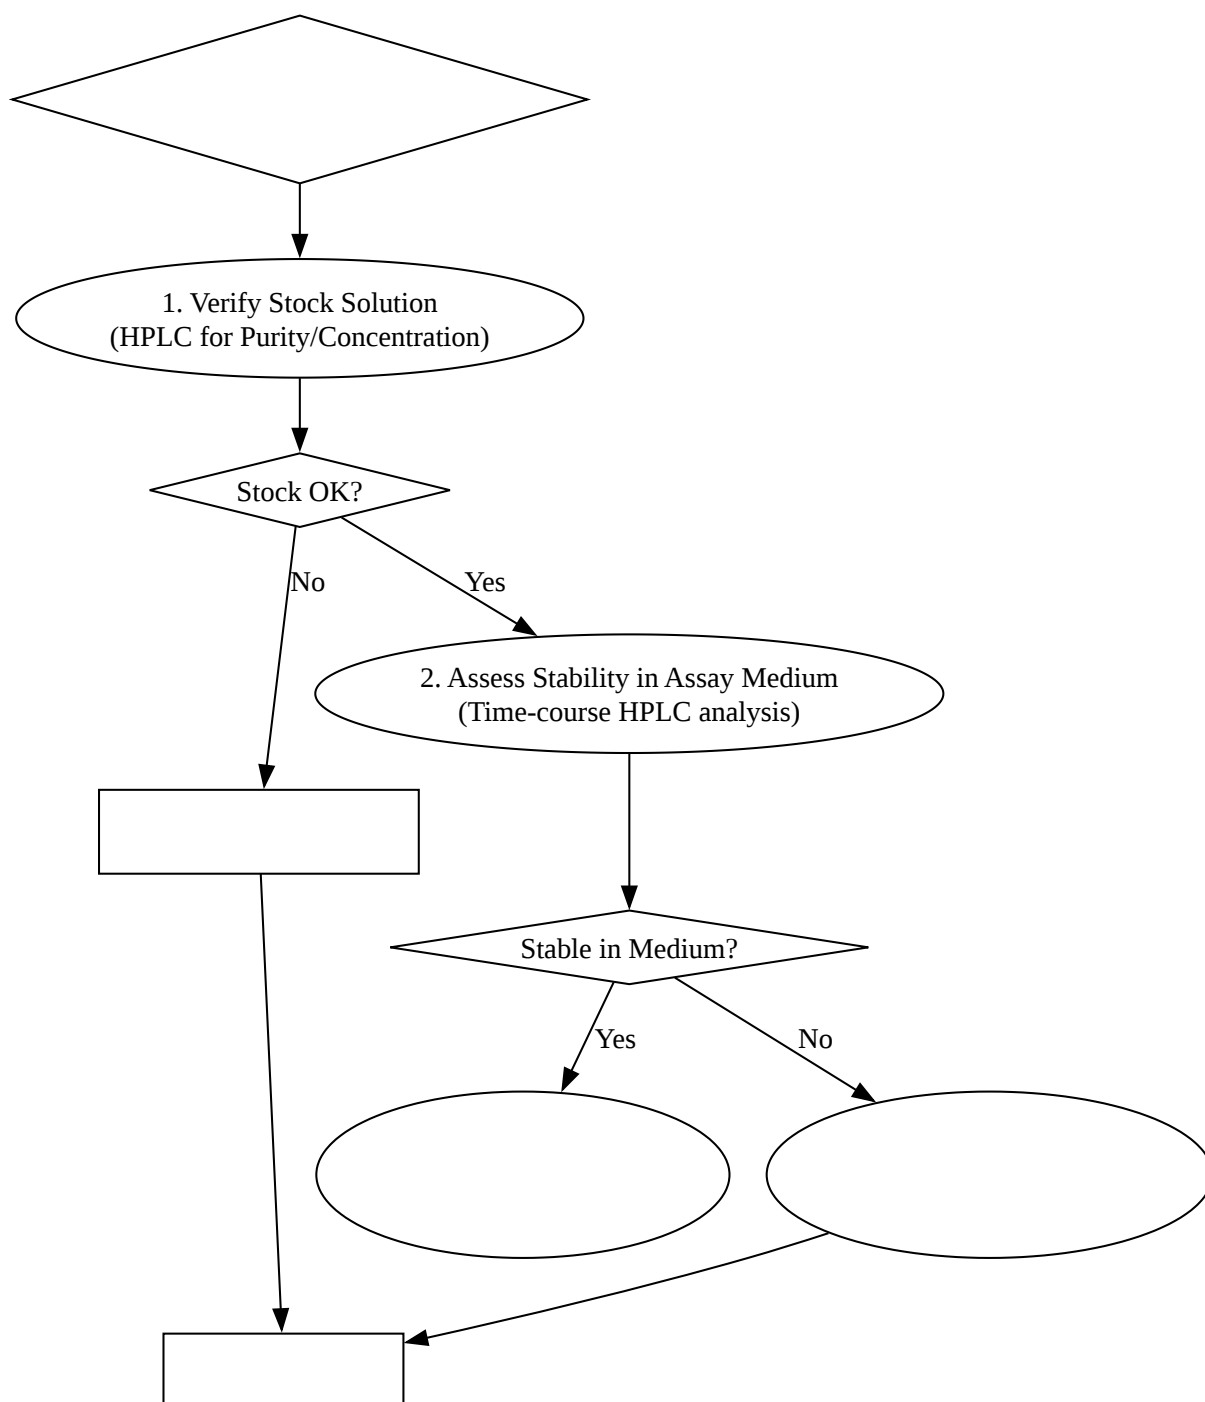 1. Verify Stock Solution
(HPLC for Purity/Concentration)
Stock OK?
No
Yes
2. Assess Stability in Assay Medium
(Time-course HPLC analysis)
Stable in Medium?
Yes
No